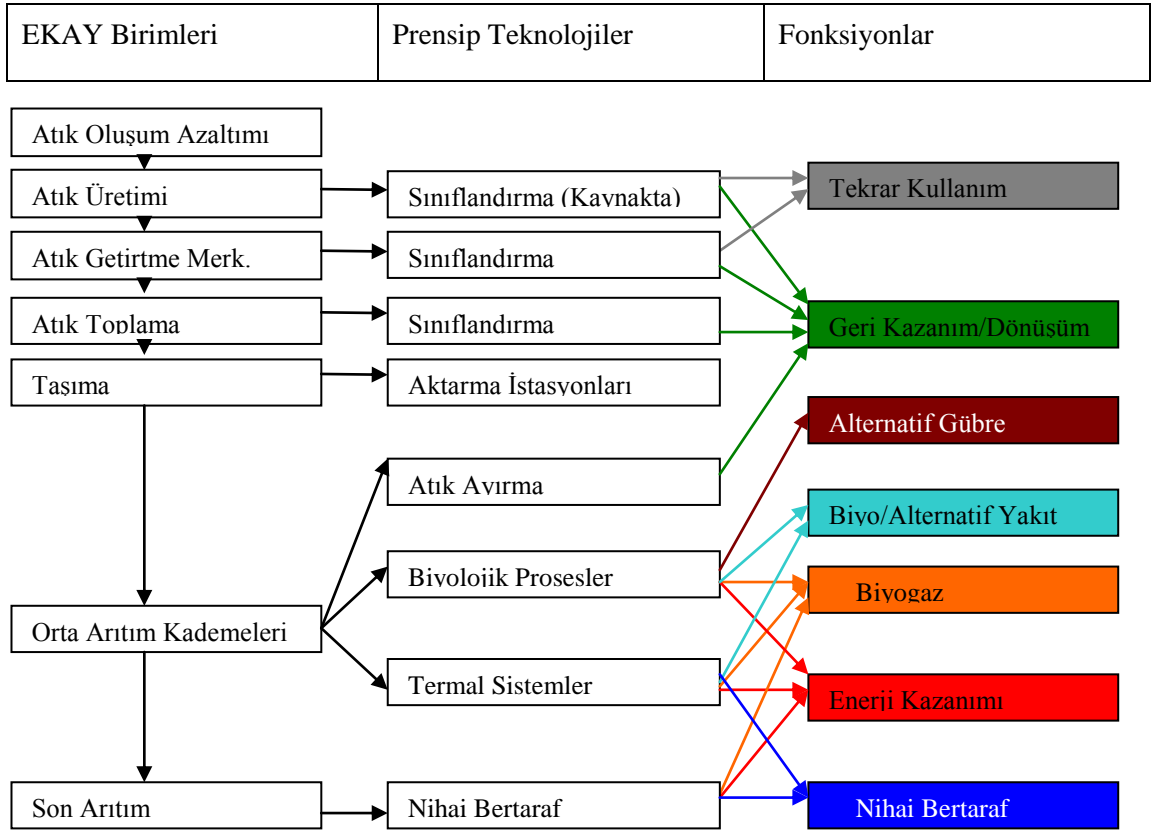 EKAY Birimleri
Prensip Teknolojiler
Fonksiyonlar
Atık Oluşum Azaltımı
Atık Üretimi
Sınıflandırma (Kaynakta)
Tekrar Kullanım
Atık Getirtme Merk.
Sınıflandırma
Atık Toplama
Sınıflandırma
Geri Kazanım/Dönüşüm
Taşıma
Aktarma İstasyonları
Alternatif Gübre
Atık Ayırma
Biyo/Alternatif Yakıt
Biyolojik Prosesler
Biyogaz
Orta Arıtım Kademeleri
Termal Sistemler
Enerji Kazanımı
Son Arıtım
Nihai Bertaraf
Nihai Bertaraf